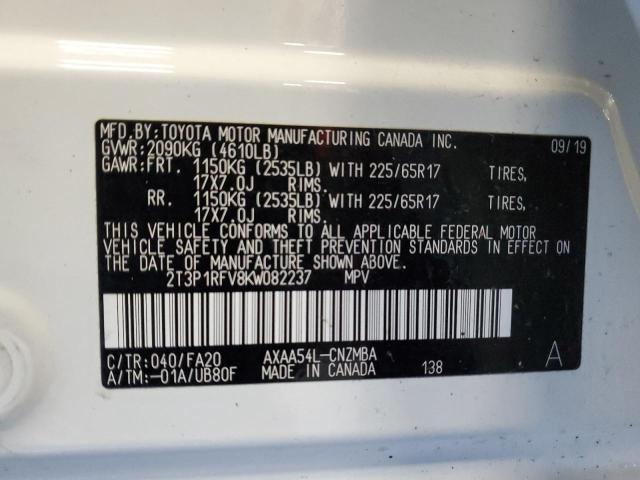 MFD.BY:TOYOTA MOTOR MANUFACTURING CANADA INC.
GVWR:2090KG (4610LB) 09/19
GAWR:FRT. 1150KG (2535LB) WITH 225/65R17 TIRES,
17X7.0J RIMS.
RR. 1150KG (2535LB) WITH 225/65R17 TIRES,
17X7.0J RIMS.
THIS VEHICLE CONFORMS TO ALL APPLICABLE FEDERAL MOTOR
VEHICLE SAFETY AND THEFT PREVENTION STANDARDS IN EFFECT ON
THE DATE OF MANUFACTURE SHOWN ABOVE.
2T3P1RFV8KW082237 MPV
C/TR:040/FA20 AXAA54L-CNZMBA A
A/TM:-01A/UB80F MADE IN CANADA 138